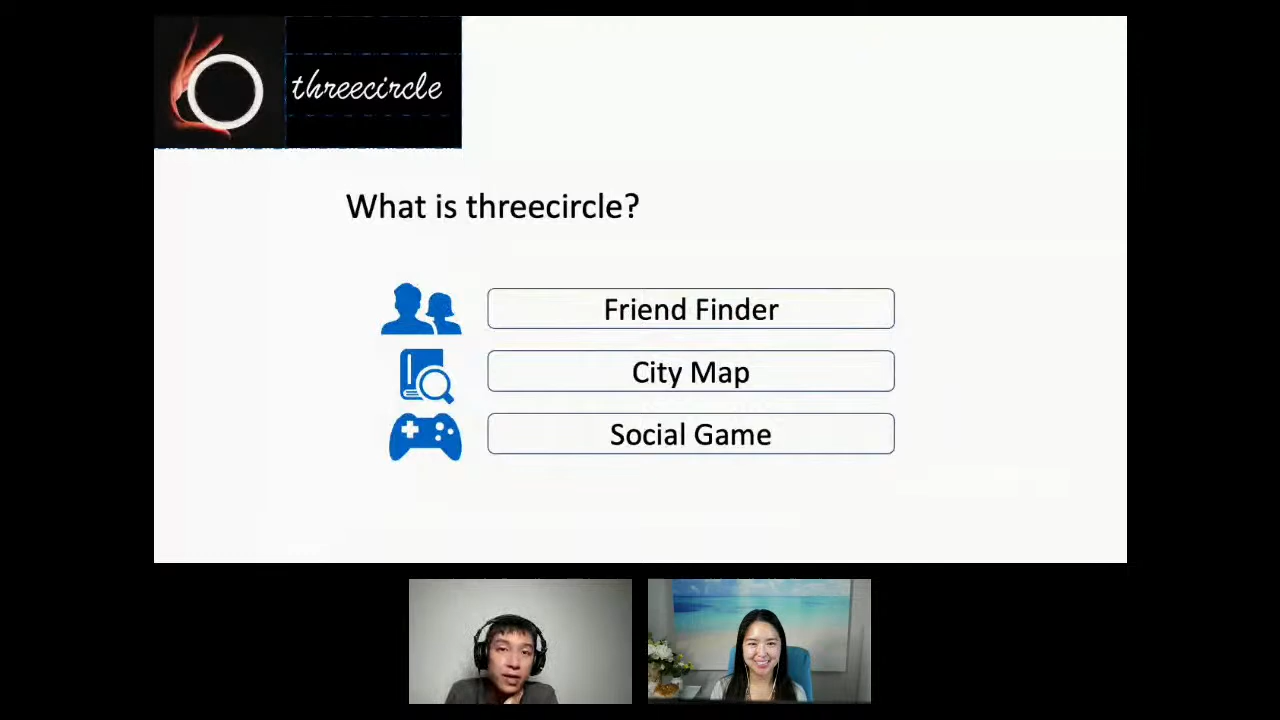 threecircle
What is threecircle?
Friend Finder
City Map
Social Game